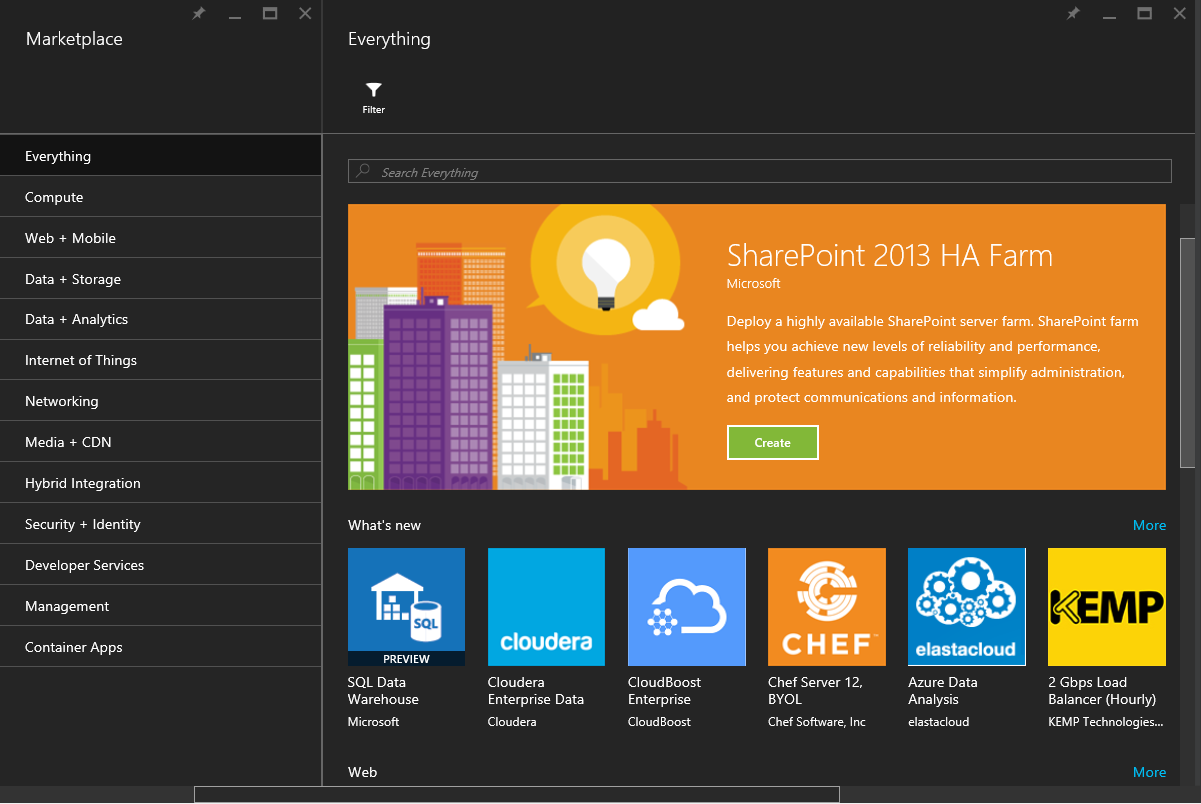 Marketplace
Everything
Compute
Web + Mobile
Data + Storage
Data + Analytics
Internet of Things
Networking
Media + CDN
Hybrid Integration
Security + Identity
Developer Services
Management
Container Apps
Everything
Filter
Search Everything
SharePoint 2013 HA Farm
Microsoft
Deploy a highly available SharePoint server farm. SharePoint farm
helps you achieve new levels of reliability and performance,
delivering features and capabilities that simplify administration,
and protect communications and information.
Create
What's new
More
SQL
PREVIEW
SQL Data
Warehouse
Microsoft
cloudera
Cloudera
Enterprise Data
Cloudera
CloudBoost
Enterprise
CloudBoost
CHEF™
Chef Server 12,
BYOL
Chef Software, Inc
elastacloud
Azure Data
Analysis
elastacloud
KEMP
2 Gbps Load
Balancer (Hourly)
KEMP Technologies...
Web
More